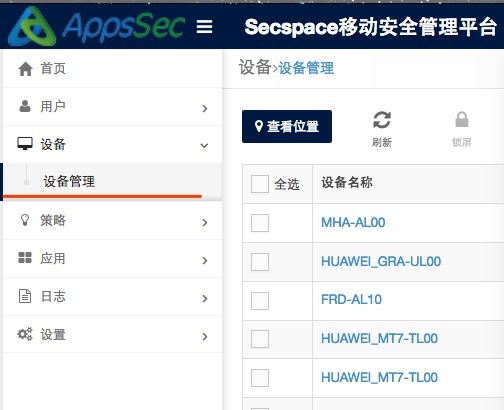 AppsSec
Secspace移动安全管理平台
首页
用户
设备
设备管理
策略
应用
日志
设置
设备>设备管理
查看位置
刷新
锁屏
全选
设备名称
MHA-AL00
HUAWEI_GRA-UL00
FRD-AL10
HUAWEI_MT7-TL00
HUAWEI_MT7-TL00